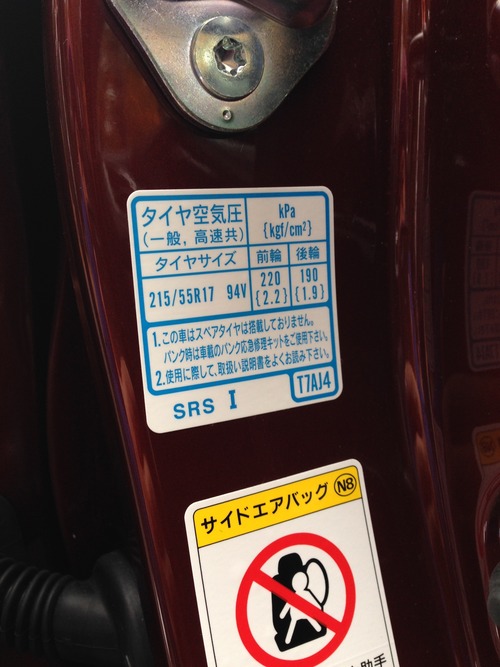 タイヤ空気圧 kPa
(一般, 高速共) {kgf/cm²}
タイヤサイズ 前輪 後輪
215/55R17 94V 220 190
{2.2} {1.9}
1.この車はスペアタイヤは搭載しておりません。
パンク時は車載のパンク応急修理キットをご使用下さい。
2.使用に際して、取扱い説明書をよくお読み下さい。
SRS I T7AJ4
サイドエアバッグ N8
助手